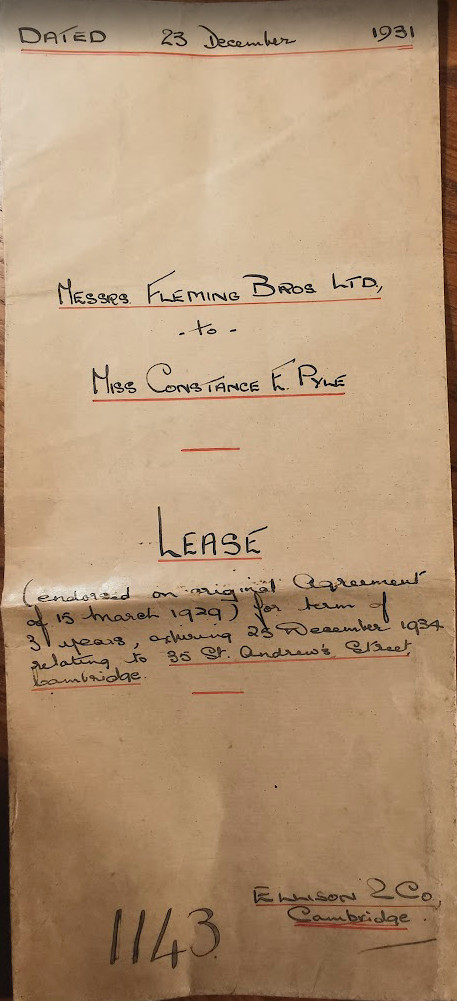 DATED 23 December 1931
MESSRS. FLEMING BROS LTD,
- to -
MISS CONSTANCE E. PYLE
LEASE
(endorsed on original Agreement
of 15 March 1929) for term of
3 years, expiring 23 December 1934
relating to 35 St. Andrew's Street,
Cambridge.
ELLISON & Co,
Cambridge.
1143